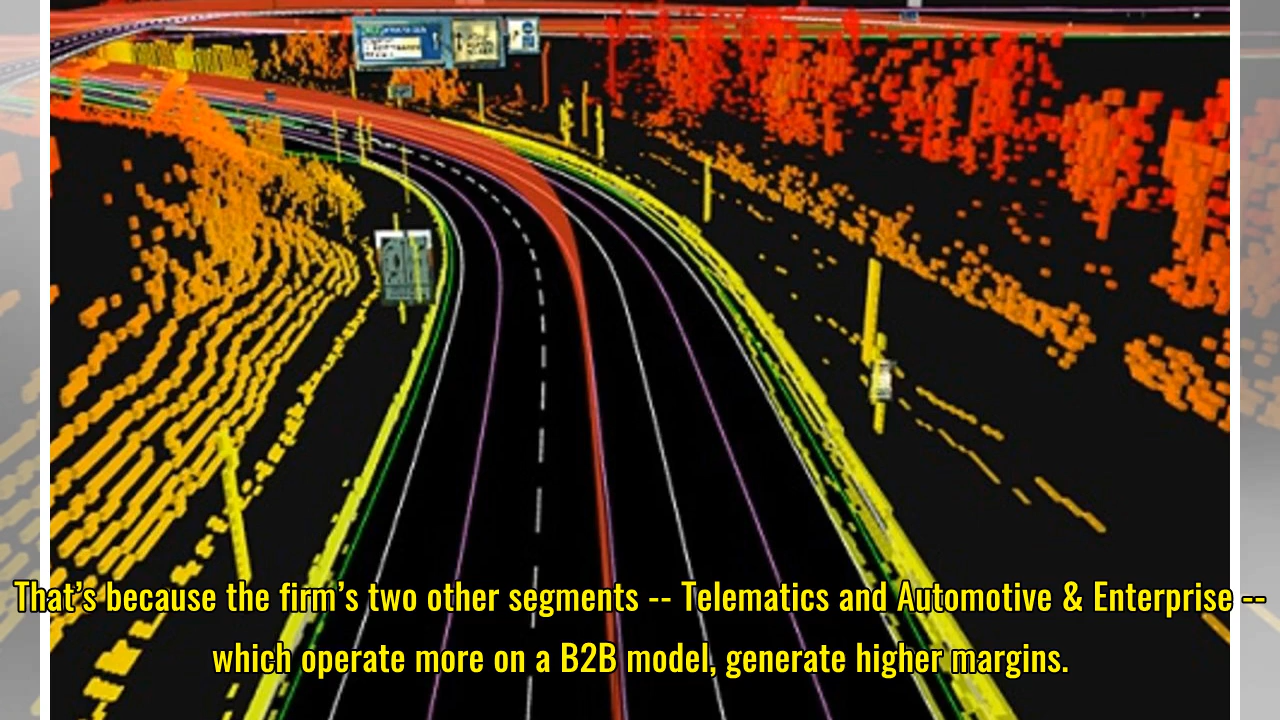 That's because the firm's two other segments -- Telematics and Automotive & Enterprise --
which operate more on a B2B model, generate higher margins.